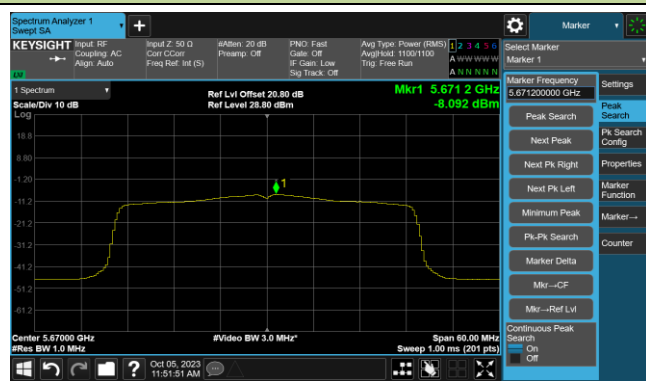 Spectrum Analyzer 1
Swept SA
+
Marker
KEYSIGHT
Input: RF
Coupling: AC
Align: Auto
Input Z: 50 Ω
Corr CCorr
Freq Ref: Int (S)
#Atten: 20 dB
Preamp: Off
PNO: Fast
Gate: Off
IF Gain: Low
Sig Track: Off
Avg Type: Power (RMS)
Avg|Hold: 1100/1100
Trig: Free Run
1 2 3 4 5 6
A W W W W W
A N N N N N
Select Marker
Marker 1
1 Spectrum
Scale/Div 10 dB
Log
Ref Lvl Offset 20.80 dB
Ref Level 28.80 dBm
Mkr1 5.671 2 GHz
-8.092 dBm
18.8
8.80
-1.20
-11.2
-21.2
-31.2
-41.2
-51.2
-61.2
1
Center 5.67000 GHz
#Res BW 1.0 MHz
#Video BW 3.0 MHz*
Span 60.00 MHz
Sweep 1.00 ms (201 pts)
Marker Frequency
5.671200000 GHz
Peak Search
Next Peak
Next Pk Right
Next Pk Left
Minimum Peak
Pk-Pk Search
Marker Delta
Mkr→CF
Mkr→Ref Lvl
Continuous Peak
Search
On
Off
Settings
Peak
Search
Pk Search
Config
Properties
Marker
Function
Marker→
Counter
?
Oct 05, 2023
11:51:51 AM